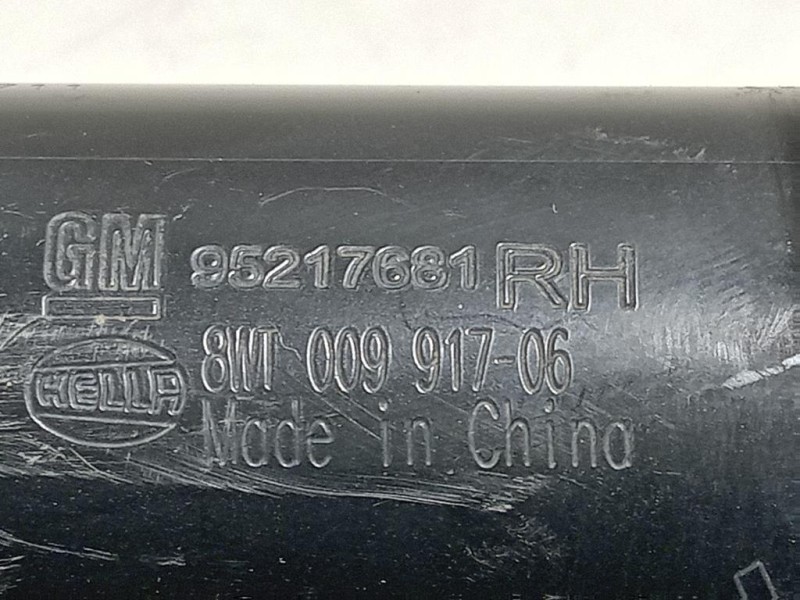 GM 95217681 RH
HELLA 8WT 009 917-06
Made in China